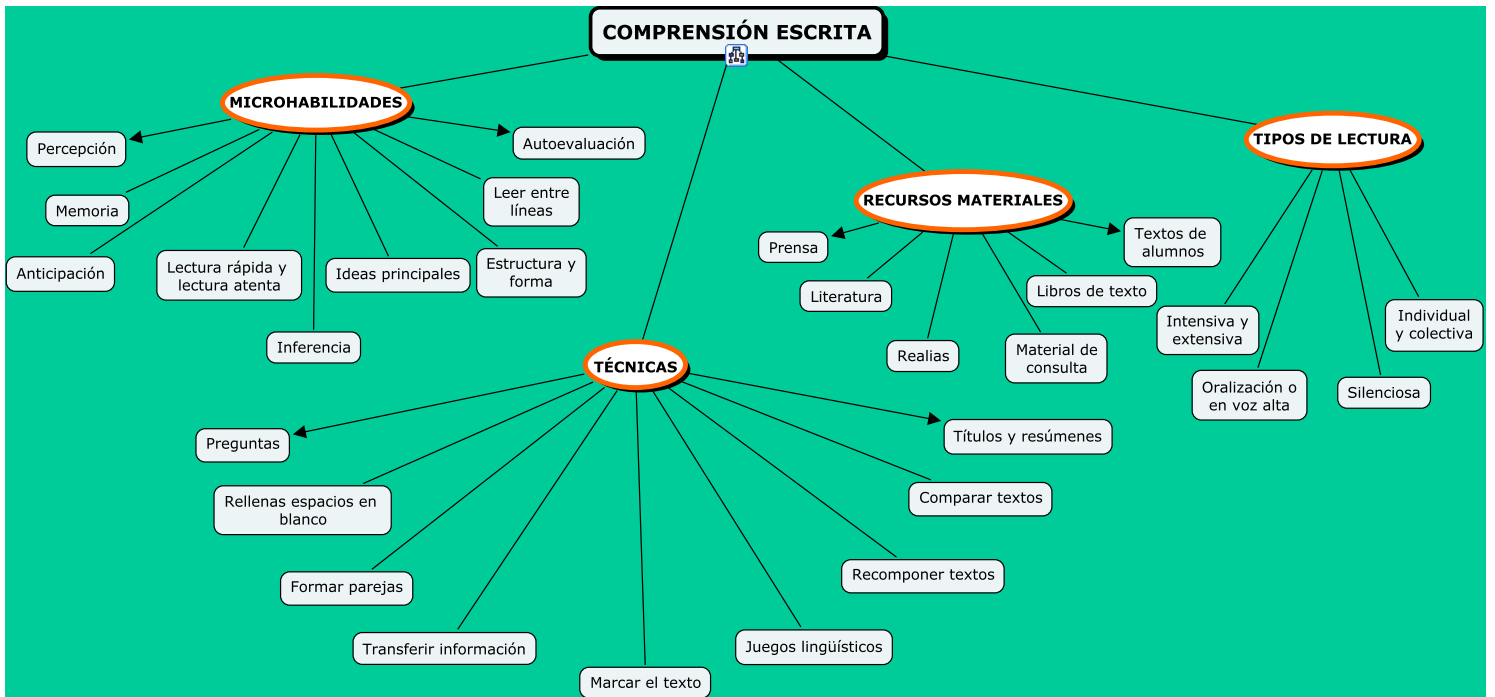 COMPRENSIÓN ESCRITA
MICROHABILIDADES
Percepción
Memoria
Anticipación
Lectura rápida y
lectura atenta
Inferencia
Ideas principales
Estructura y
forma
Leer entre
líneas
Autoevaluación
TÉCNICAS
Preguntas
Rellenas espacios en
blanco
Formar parejas
Transferir información
Marcar el texto
Juegos lingüísticos
Recomponer textos
Comparar textos
Títulos y resúmenes
RECURSOS MATERIALES
Prensa
Literatura
Realias
Material de
consulta
Libros de texto
Textos de
alumnos
TIPOS DE LECTURA
Intensiva y
extensiva
Oralización o
en voz alta
Silenciosa
Individual
y colectiva